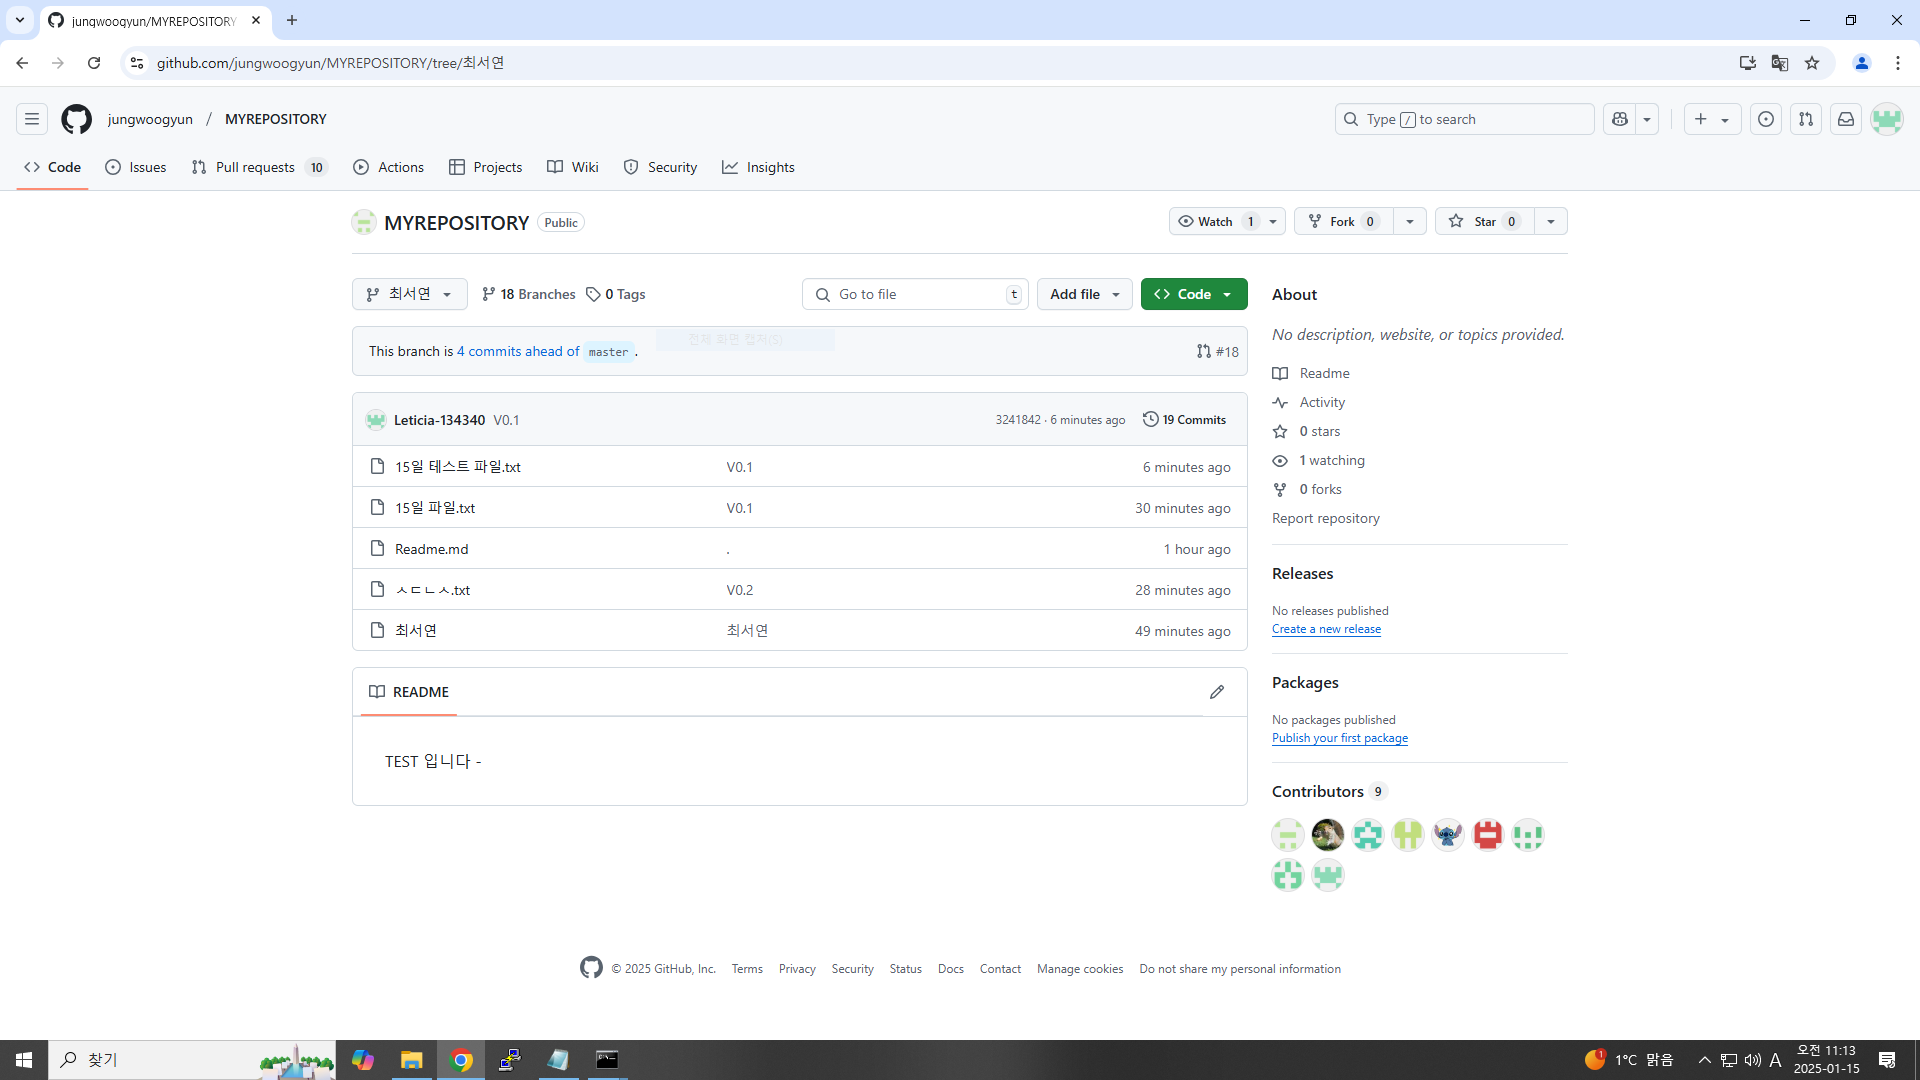 jungwoogyun/MYREPOSITORY
github.com/jungwoogyun/MYREPOSITORY/tree/최서연
jungwoogyun / MYREPOSITORY
Type / to search
Code
Issues
Pull requests 10
Actions
Projects
Wiki
Security
Insights
MYREPOSITORY Public
Watch 1
Fork 0
Star 0
최서연
18 Branches
0 Tags
Go to file t
Add file
Code
전체 화면 캡처(S)
This branch is 4 commits ahead of master .
#18
Leticia-134340 V0.1 3241842 · 6 minutes ago 19 Commits
15일 테스트 파일.txt V0.1 6 minutes ago
15일 파일.txt V0.1 30 minutes ago
Readme.md . 1 hour ago
ㅅㄷㄴㅅ.txt V0.2 28 minutes ago
최서연 최서연 49 minutes ago
README
TEST 입니다 -
About
No description, website, or topics provided.
Readme
Activity
0 stars
1 watching
0 forks
Report repository
Releases
No releases published
Create a new release
Packages
No packages published
Publish your first package
Contributors 9
© 2025 GitHub, Inc. Terms Privacy Security Status Docs Contact Manage cookies Do not share my personal information
찾기
1
1°C 맑음
A
오전 11:13
2025-01-15